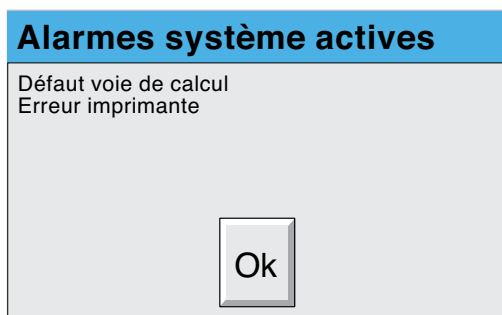 Alarmes système actives
Défaut voie de calcul
Erreur imprimante
Ok